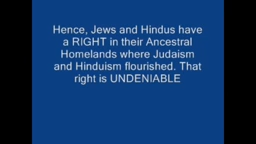 Hence, Jews and Hindus have
a RIGHT in their Ancestral
Homelands where Judaism
and Hinduism flourished. That
right is UNDENIABLE